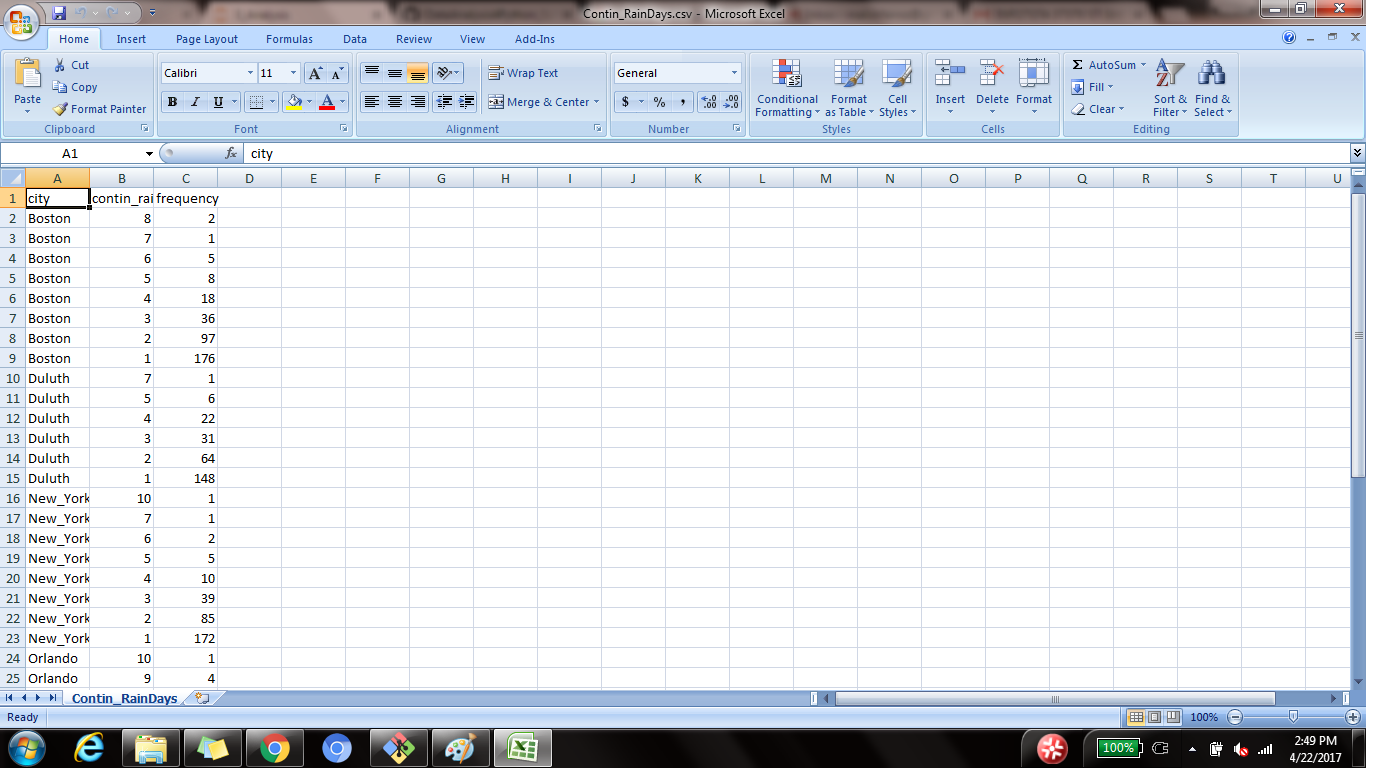 Contin_RainDays.csv - Microsoft Excel
Home Insert Page Layout Formulas Data Review View Add-Ins
Paste Cut Copy Format Painter Clipboard
Calibri 11 A A B I U A Font
Wrap Text Merge & Center Alignment
General $ % , .00 .0 Number
Conditional Formatting Format as Table Cell Styles Styles
Insert Delete Format Cells
Σ AutoSum Fill Clear Sort & Filter Find & Select Editing
A1 fx city
A B C D E F G H I J K L M N O P Q R S T U
1 city contin_rai frequency
2 Boston 8 2
3 Boston 7 1
4 Boston 6 5
5 Boston 5 8
6 Boston 4 18
7 Boston 3 36
8 Boston 2 97
9 Boston 1 176
10 Duluth 7 1
11 Duluth 5 6
12 Duluth 4 22
13 Duluth 3 31
14 Duluth 2 64
15 Duluth 1 148
16 New_York 10 1
17 New_York 7 1
18 New_York 6 2
19 New_York 5 5
20 New_York 4 10
21 New_York 3 39
22 New_York 2 85
23 New_York 1 172
24 Orlando 10 1
25 Orlando 9 4
Contin_RainDays
Ready 100%
100% 2:49 PM
4/22/2017